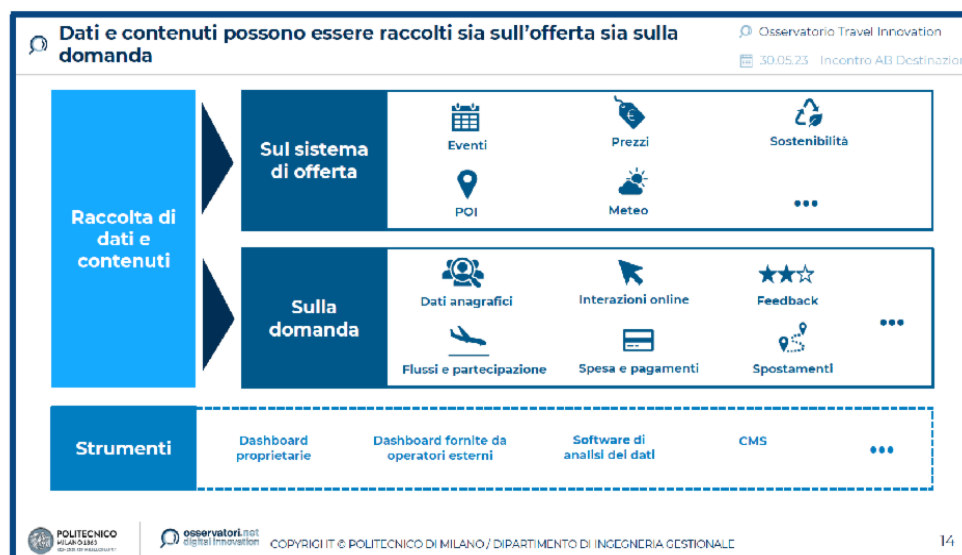 Dati e contenuti possono essere raccolti sia sull'offerta sia sulla
domanda
Osservatorio Travel Innovation
30.05.23 Incontro AB Destinazion
Raccolta di
dati e
contenuti
Sul sistema
di offerta
Eventi
Prezzi
Sostenibilità
POI
Meteo
...
Sulla
domanda
Dati anagrafici
Interazioni online
Feedback
...
Flussi e partecipazione
Spesa e pagamenti
Spostamenti
Strumenti
Dashboard
proprietarie
Dashboard fornite da
operatori esterni
Software di
analisi dei dati
CMS
...
POLITECNICO
MILANO 1863
osservatori.net
digital innovation
COPYRIGHT © POLITECNICO DI MILANO / DIPARTIMENTO DI INGEGNERIA GESTIONALE
14